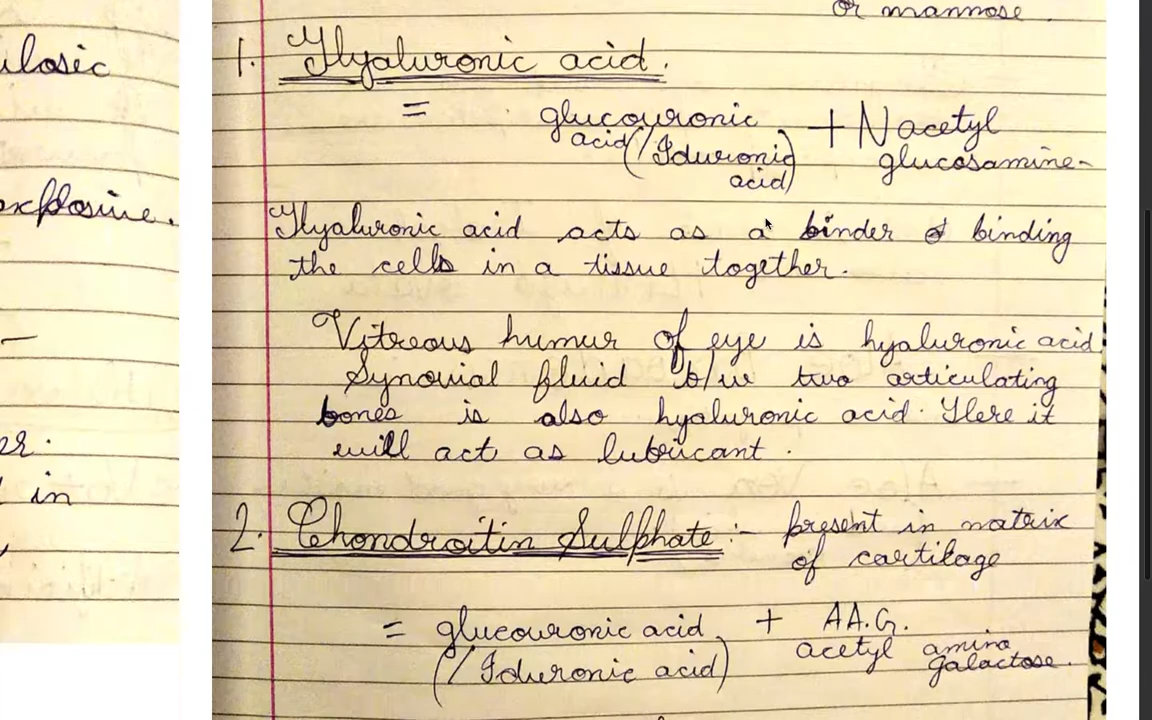 ulosic
explosive.
er.
in
or mannose
1. Hyaluronic acid.
= glucouronic + N acetyl
acid (/ Iduronic glucosamine-
acid)
Hyaluronic acid acts as a binder & binding
the cells in a tissue together.
Vitreous humur of eye is hyaluronic acid
Synovial fluid b/w two articulating
bones is also hyaluronic acid. Here it
will act as lubricant.
2. Chondroitin Sulphate :- present in matrix
of cartilage
= glucouronic acid + AA.G.
(/ Iduronic acid) acetyl amino
galactose.